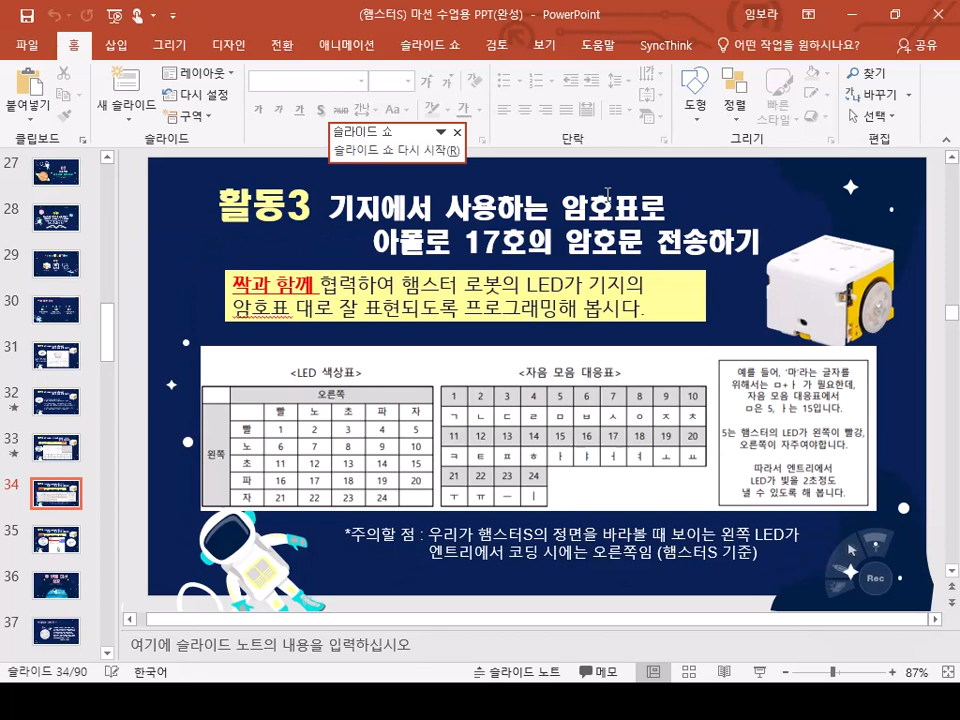 (햄스터S) 마션 수업용 PPT(완성) - PowerPoint
임보라
파일 홈 삽입 그리기 디자인 전환 애니메이션 슬라이드 쇼 검토 보기 도움말 SyncThink 어떤 작업을 원하시나요? 공유
붙여넣기
새 슬라이드
레이아웃
다시 설정
구역
가 가 가 S abc 가나 Aa 가
도형
정렬
빠른 스타일
찾기
바꾸기
선택
클립보드 슬라이드 단락 그리기 편집
슬라이드 쇼
슬라이드 쇼 다시 시작(R)
27
28
29
30
31
32
33
34
35
36
37
활동3 기지에서 사용하는 암호표로
아폴로 17호의 암호문 전송하기
짝과 함께 협력하여 햄스터 로봇의 LED가 기지의
암호표 대로 잘 표현되도록 프로그래밍해 봅시다.
<LED 색상표>
오른쪽
빨 노 초 파 자
왼쪽
빨 1 2 3 4 5
노 6 7 8 9 10
초 11 12 13 14 15
파 16 17 18 19 20
자 21 22 23 24
<자음 모음 대응표>
1 2 3 4 5 6 7 8 9 10
ㄱ ㄴ ㄷ ㄹ ㅁ ㅂ ㅅ ㅇ ㅈ ㅊ
11 12 13 14 15 16 17 18 19 20
ㅋ ㅌ ㅍ ㅎ ㅏ ㅑ ㅓ ㅕ ㅗ ㅛ
21 22 23 24
ㅜ ㅠ ㅡ ㅣ
예를 들어, '마'라는 글자를
위해서는 ㅁ+ㅏ 가 필요한데,
자음 모음 대응표에서
ㅁ은 5, ㅏ는 15입니다.
5는 햄스터의 LED가 왼쪽이 빨강,
오른쪽이 자주여야합니다.
따라서 엔트리에서
LED가 빛을 2초정도
낼 수 있도록 해 봅니다.
*주의할 점 : 우리가 햄스터S의 정면을 바라볼 때 보이는 왼쪽 LED가
엔트리에서 코딩 시에는 오른쪽임 (햄스터S 기준)
Rec
여기에 슬라이드 노트의 내용을 입력하십시오
슬라이드 34/90 한국어 슬라이드 노트 메모 87%